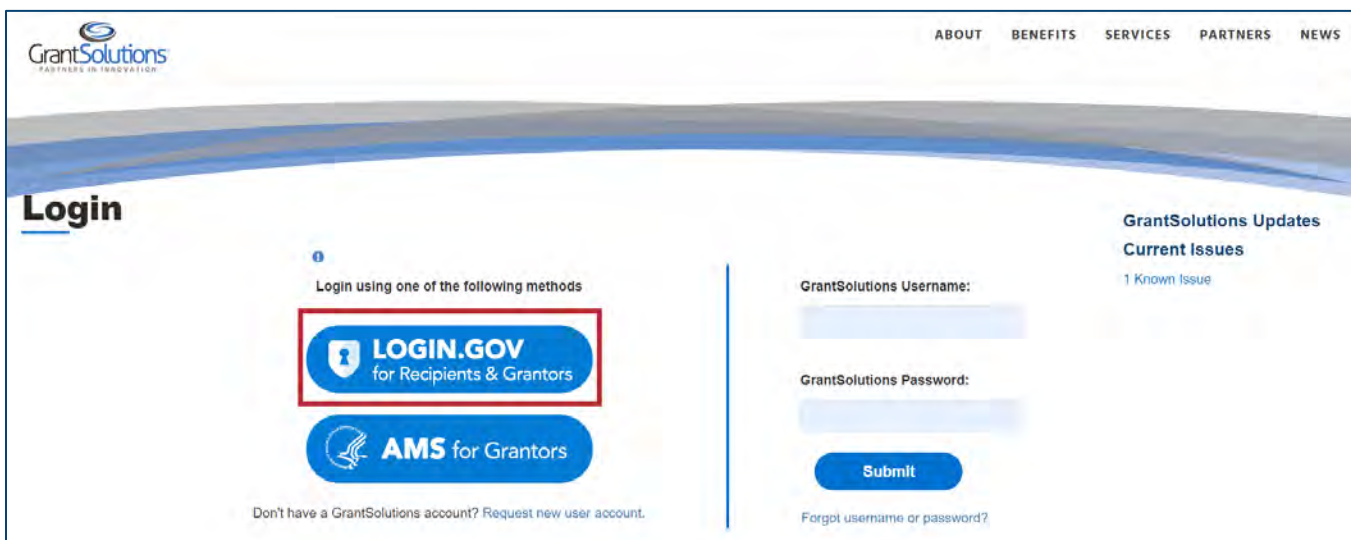 GrantSolutions
PARTNERS IN INNOVATION
ABOUT BENEFITS SERVICES PARTNERS NEWS
Login
Login using one of the following methods
LOGIN.GOV
for Recipients & Grantors
AMS for Grantors
Don't have a GrantSolutions account? Request new user account.
GrantSolutions Username:
GrantSolutions Password:
Submit
Forgot username or password?
GrantSolutions Updates
Current Issues
1 Known Issue